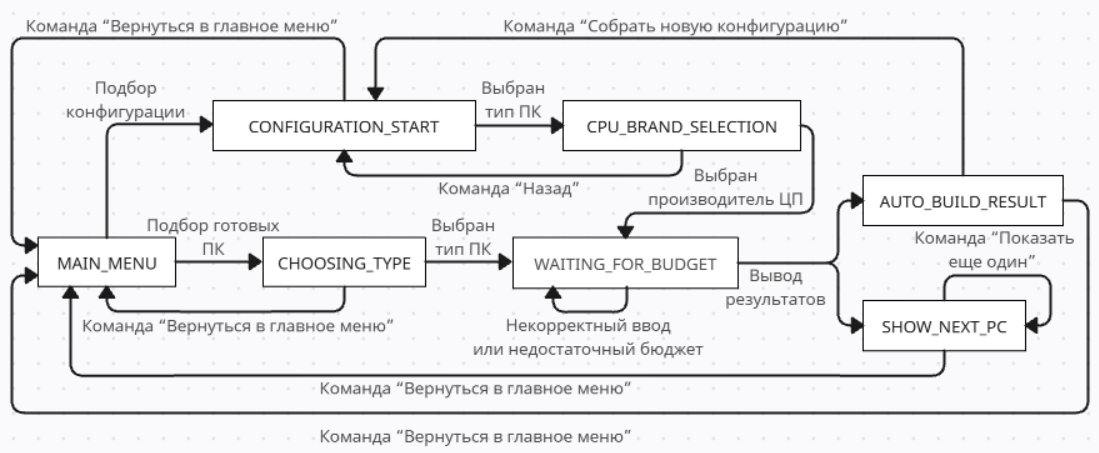 Команда “Вернуться в главное меню”
Команда “Собрать новую конфигурацию”
Подбор
конфигурации
CONFIGURATION_START
Выбран
тип ПК
CPU_BRAND_SELECTION
Команда “Назад”
Выбран
производитель ЦП
AUTO_BUILD_RESULT
MAIN_MENU
Подбор готовых
ПК
CHOOSING_TYPE
Выбран
тип ПК
WAITING_FOR_BUDGET
Вывод
результатов
Команда “Показать
еще один”
SHOW_NEXT_PC
Команда “Вернуться в главное меню”
Некорректный ввод
или недостаточный бюджет
Команда “Вернуться в главное меню”
Команда “Вернуться в главное меню”